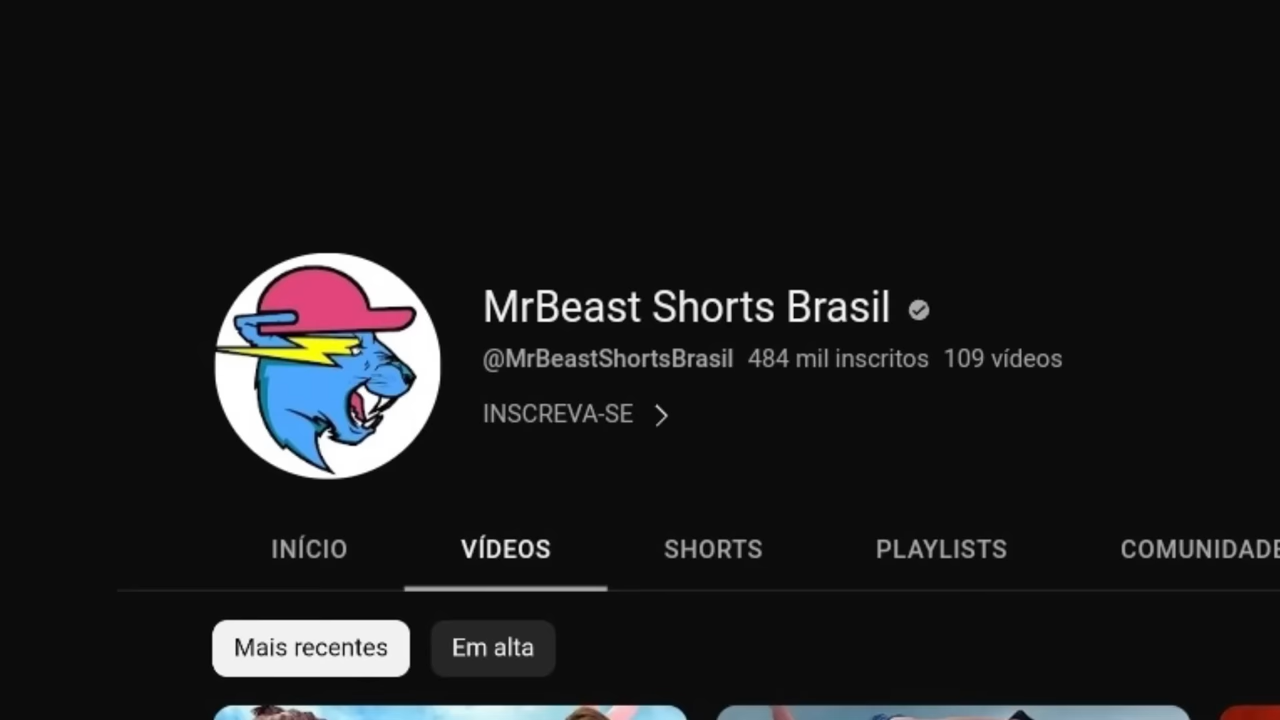 MrBeast Shorts Brasil
@MrBeastShortsBrasil 484 mil inscritos 109 vídeos
INSCREVA-SE
INÍCIO VÍDEOS SHORTS PLAYLISTS COMUNIDADE
Mais recentes Em alta